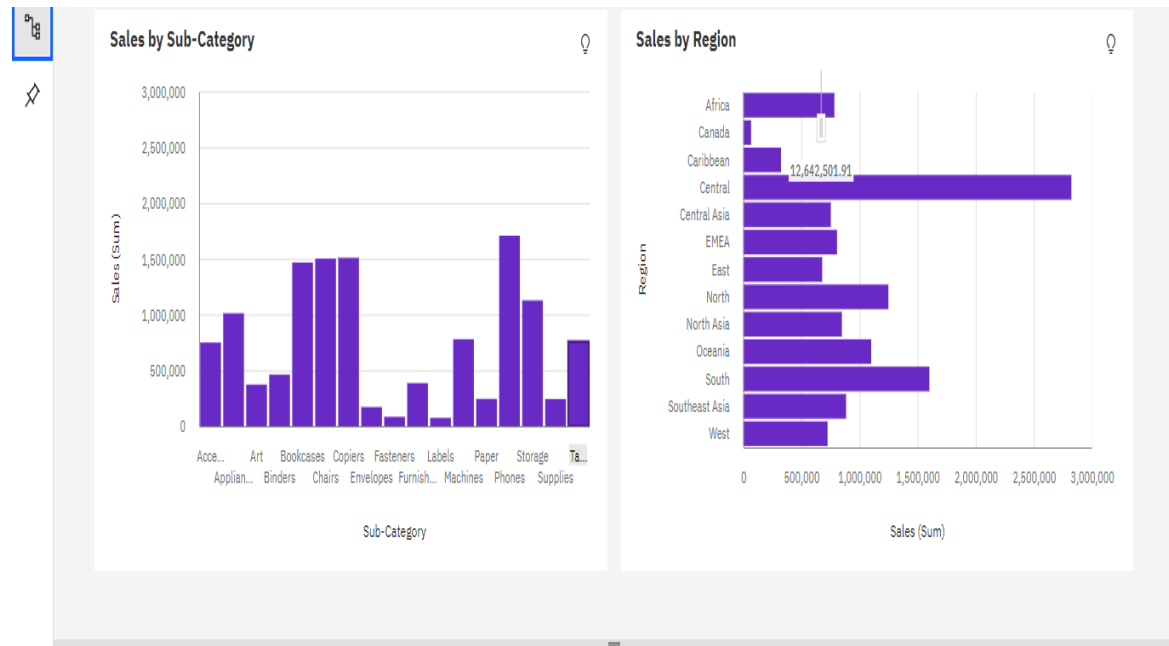 Sales by Sub-Category
3,000,000
2,500,000
2,000,000
1,500,000
1,000,000
500,000
0
Sales (Sum)
Acce... Art Bookcases Copiers Fasteners Labels Paper Storage Ta...
Applian... Binders Chairs Envelopes Furnish... Machines Phones Supplies
Sub-Category
Sales by Region
Africa
Canada
Caribbean
12,642,501.91
Central
Central Asia
EMEA
East
North
North Asia
Oceania
South
Southeast Asia
West
Region
0 500,000 1,000,000 1,500,000 2,000,000 2,500,000 3,000,000
Sales (Sum)